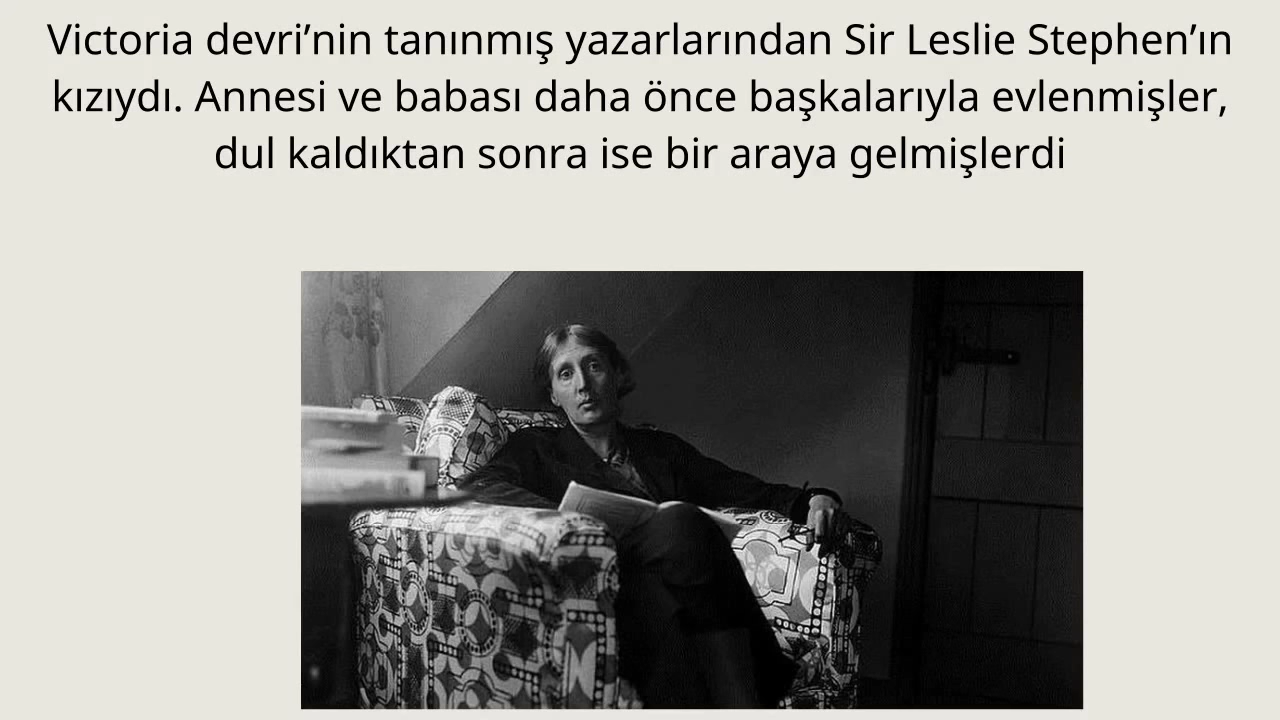 Victoria devri’nin tanınmış yazarlarından Sir Leslie Stephen’ın
kızıydı. Annesi ve babası daha önce başkalarıyla evlenmişler,
dul kaldıktan sonra ise bir araya gelmişlerdi